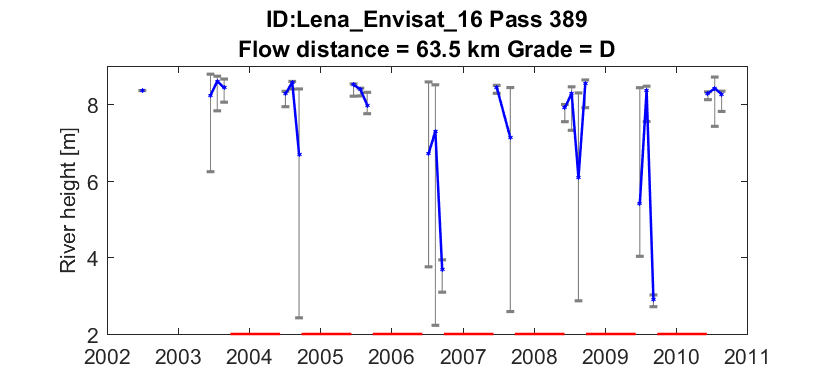 ID:Lena_Envisat_16 Pass 389
Flow distance = 63.5 km Grade = D
River height [m]
8
6
4
2
2002 2003 2004 2005 2006 2007 2008 2009 2010 2011